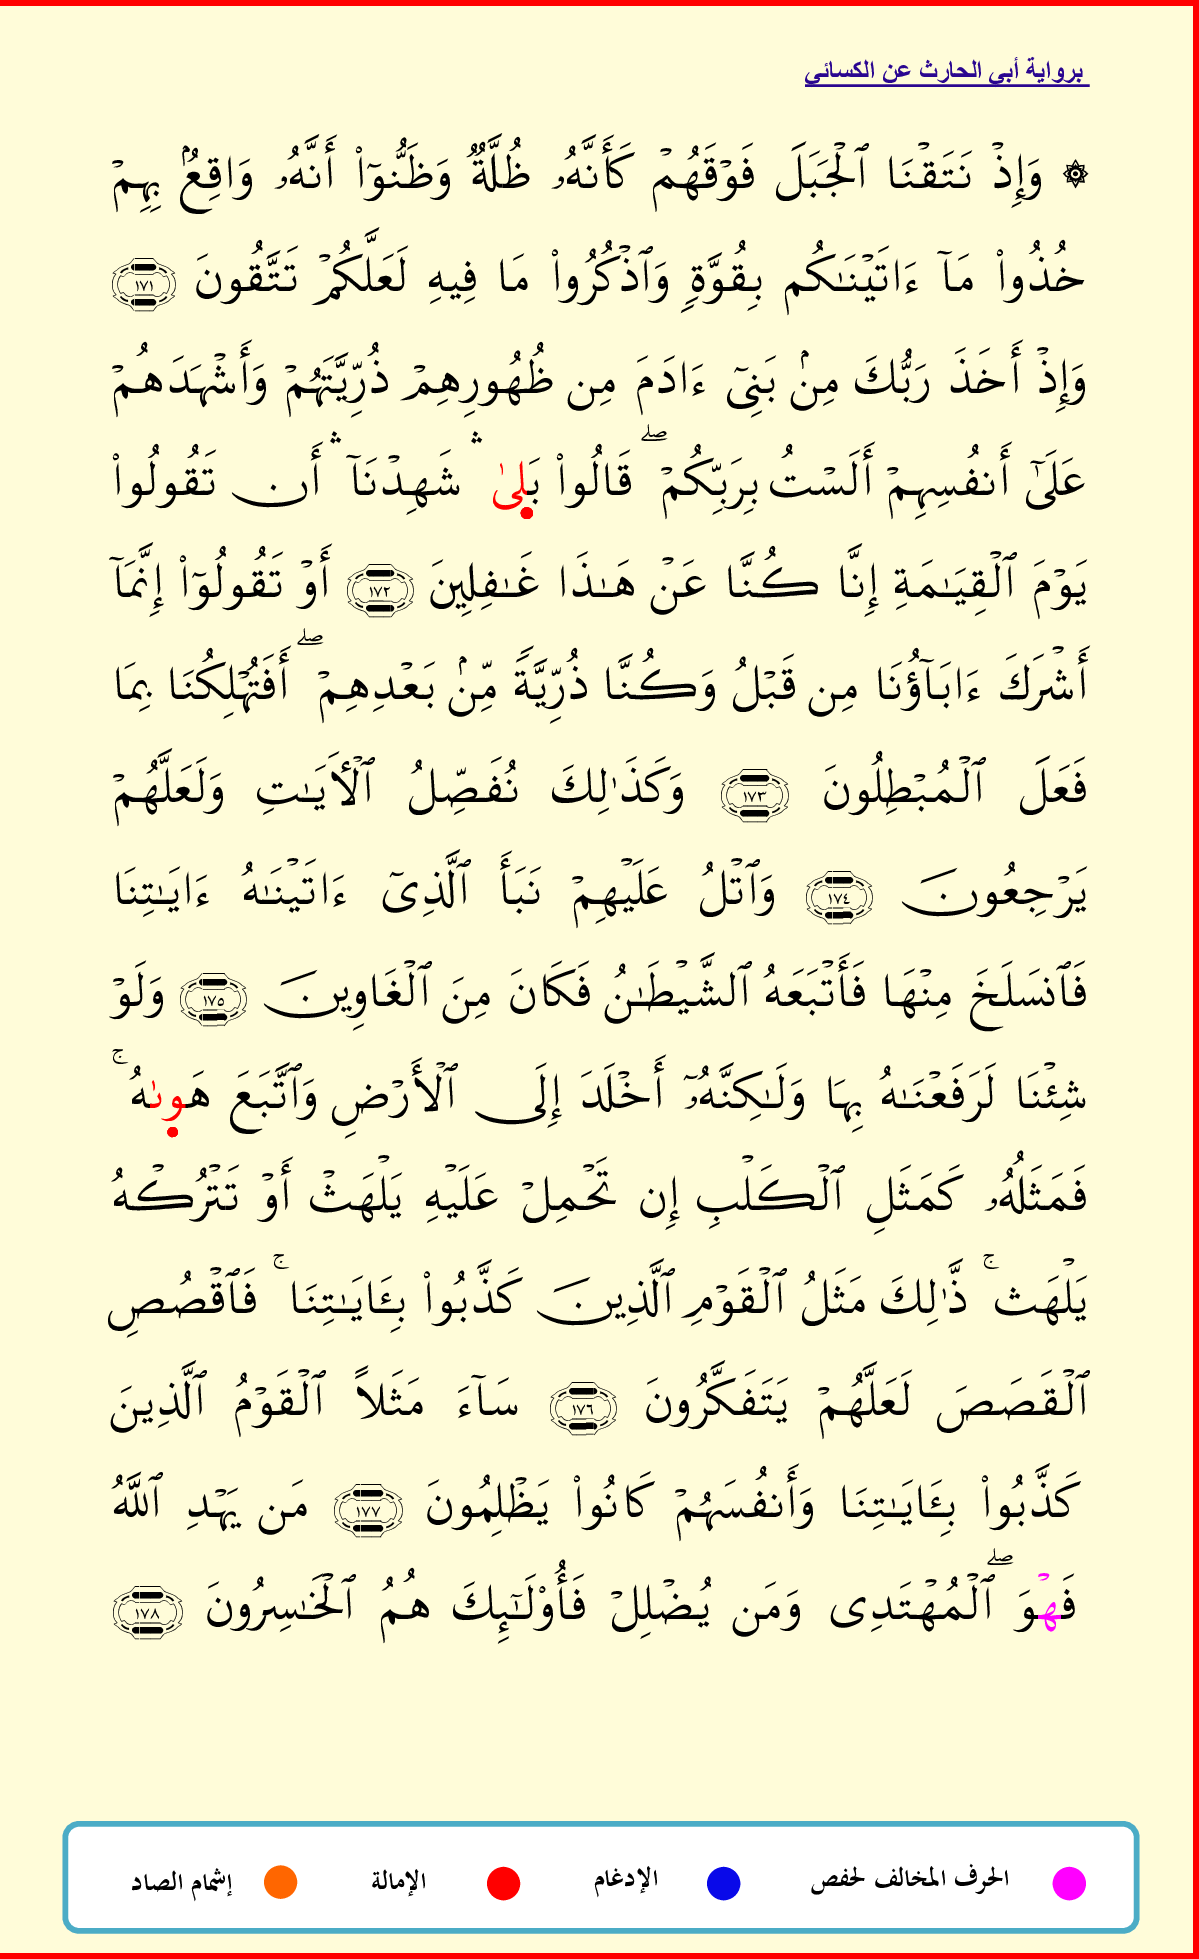 برواية أبي الحارث عن الكسائي
۞ وَإِذۡ نَتَقۡنَا ٱلۡجَبَلَ فَوۡقَهُمۡ كَأَنَّهُۥ ظُلَّةٞ وَظَنُّوٓاْ أَنَّهُۥ وَاقِعُۢ بِهِمۡ
خُذُواْ مَآ ءَاتَيۡنَٰكُم بِقُوَّةٖ وَٱذۡكُرُواْ مَا فِيهِ لَعَلَّكُمۡ تَتَّقُونَ ١٧١
وَإِذۡ أَخَذَ رَبُّكَ مِنۢ بَنِيٓ ءَادَمَ مِن ظُهُورِهِمۡ ذُرِّيَّتَهُمۡ وَأَشۡهَدَهُمۡ
عَلَىٰٓ أَنفُسِهِمۡ أَلَسۡتُ بِرَبِّكُمۡۖ قَالُواْ بَلىٰ ۛ شَهِدۡنَآ ۛ أَن تَقُولُواْ
يَوۡمَ ٱلۡقِيَٰمَةِ إِنَّا كُنَّا عَنۡ هَٰذَا غَٰفِلِينَ ١٧٢ أَوۡ تَقُولُوٓاْ إِنَّمَآ
أَشۡرَكَ ءَابَآؤُنَا مِن قَبۡلُ وَكُنَّا ذُرِّيَّةٗ مِّنۢ بَعۡدِهِمۡۖ أَفَتُهۡلِكُنَا بِمَا
فَعَلَ ٱلۡمُبۡطِلُونَ ١٧٣ وَكَذَٰلِكَ نُفَصِّلُ ٱلۡأٓيَٰتِ وَلَعَلَّهُمۡ
يَرۡجِعُونَ ١٧٤ وَٱتۡلُ عَلَيۡهِمۡ نَبَأَ ٱلَّذِيٓ ءَاتَيۡنَٰهُ ءَايَٰتِنَا
فَٱنسَلَخَ مِنۡهَا فَأَتۡبَعَهُ ٱلشَّيۡطَٰنُ فَكَانَ مِنَ ٱلۡغَاوِينَ ١٧٥ وَلَوۡ
شِئۡنَا لَرَفَعۡنَٰهُ بِهَا وَلَٰكِنَّهُۥٓ أَخۡلَدَ إِلَى ٱلۡأَرۡضِ وَٱتَّبَعَ هَوىٰهُۚ
فَمَثَلُهُۥ كَمَثَلِ ٱلۡكَلۡبِ إِن تَحۡمِلۡ عَلَيۡهِ يَلۡهَثۡ أَوۡ تَتۡرُكۡهُ
يَلۡهَثۚ ذَّٰلِكَ مَثَلُ ٱلۡقَوۡمِ ٱلَّذِينَ كَذَّبُواْ بِـَٔايَٰتِنَاۚ فَٱقۡصُصِ
ٱلۡقَصَصَ لَعَلَّهُمۡ يَتَفَكَّرُونَ ١٧٦ سَآءَ مَثَلًا ٱلۡقَوۡمُ ٱلَّذِينَ
كَذَّبُواْ بِـَٔايَٰتِنَا وَأَنفُسَهُمۡ كَانُواْ يَظۡلِمُونَ ١٧٧ مَن يَهۡدِ ٱللَّهُ
فَهۡوَ ٱلۡمُهۡتَدِيۖ وَمَن يُضۡلِلۡ فَأُوْلَٰٓئِكَ هُمُ ٱلۡخَٰسِرُونَ ١٧٨
الحرف المخالف لحفص الإدغام الإمالة إشمام الصاد